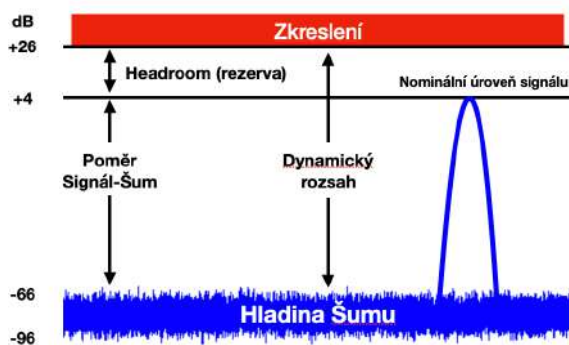 dB
Zkreslení
+26
Headroom (rezerva)
Nominální úroveň signálu
+4
Poměr
Signál-Šum
Dynamický
rozsah
-66
Hladina Šumu
-96